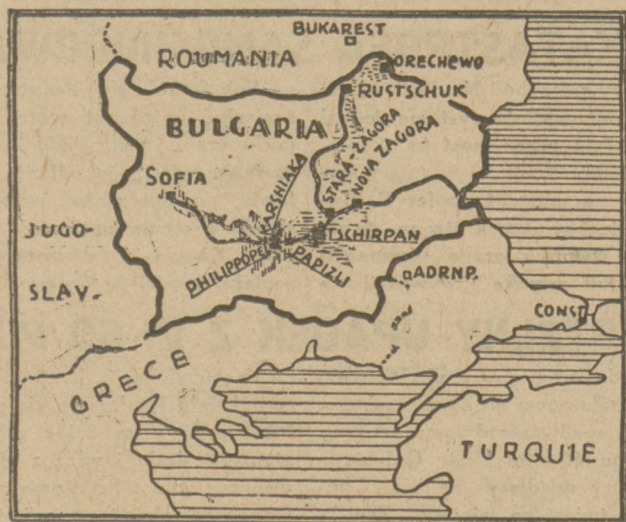 BUKAREST
ROUMANIA
ORECHEWO
RUSTSCHUK
BULGARIA
STARA-ZAGORA
NOVA ZAGORA
SOFIA
KARSHIAKA
JUGO-
SLAV.
TSCHIRPAN
PHILIPPOPEL
PAPIZLI
ADRNP.
CONST
GRECE
TURQUIE